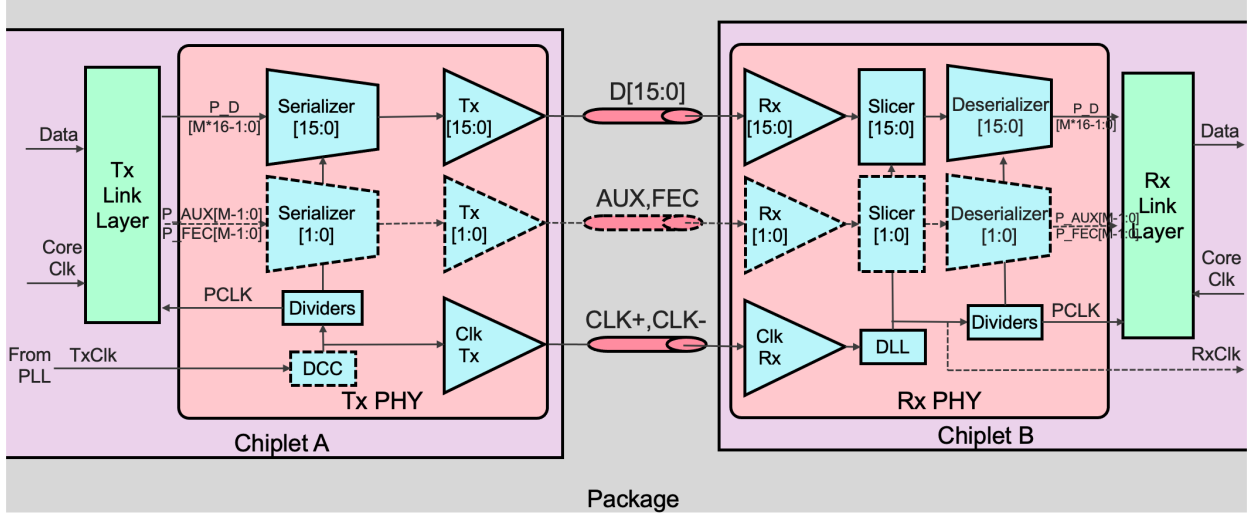 D[15:0]
AUX,FEC
CLK+,CLK-
Data
Core
Clk
From
PLL
TxClk
Tx
Link
Layer
P_D
[M*16-1:0]
P_AUX[M-1:0]
P_FEC[M-1:0]
PCLK
Serializer
[15:0]
Serializer
[1:0]
Dividers
DCC
Tx
[15:0]
Tx
[1:0]
Clk
Tx
Tx PHY
Chiplet A
Rx
[15:0]
Rx
[1:0]
Clk
Rx
Slicer
[15:0]
Slicer
[1:0]
DLL
Deserializer
[15:0]
Deserializer
[1:0]
Dividers
P_D
[M*16-1:0]
P_AUX[M-1:0]
P_FEC[M-1:0]
PCLK
Rx
Link
Layer
Data
Core
Clk
RxClk
Rx PHY
Chiplet B
Package